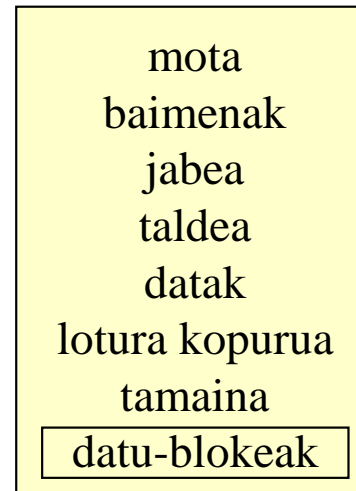 mota
baimenak
jabea
taldea
datak
lotura kopurua
tamaina
datu-blokeak